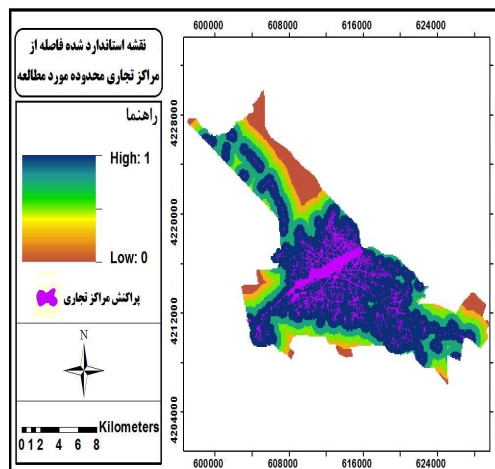 نقشه استاندارد شده فاصله از
مراکز تجاری محدوده مورد مطالعه
راهنما
High: 1
Low: 0
پراکنش مراکز تجاری
N
Kilometers
0 1 2 4 6 8
600000 608000 616000 624000
4228000
4220000
4212000
4204000
600000 608000 616000 624000